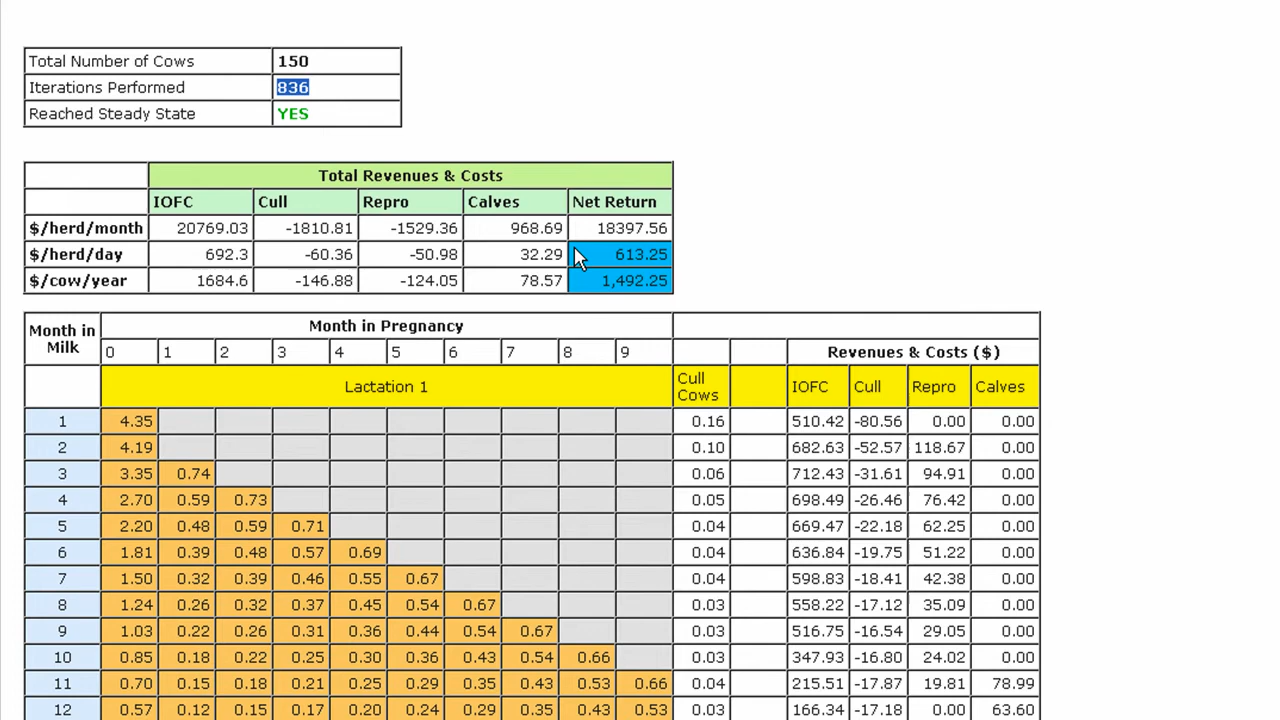 Total Number of Cows 150
Iterations Performed 836
Reached Steady State YES
Total Revenues & Costs
IOFC Cull Repro Calves Net Return
$/herd/month 20769.03 -1810.81 -1529.36 968.69 18397.56
$/herd/day 692.3 -60.36 -50.98 32.29 613.25
$/cow/year 1684.6 -146.88 -124.05 78.57 1,492.25
Month in Milk Month in Pregnancy
0 1 2 3 4 5 6 7 8 9 Revenues & Costs ($)
Lactation 1 Cull Cows IOFC Cull Repro Calves
1 4.35 0.16 510.42 -80.56 0.00 0.00
2 4.19 0.10 682.63 -52.57 118.67 0.00
3 3.35 0.74 0.06 712.43 -31.61 94.91 0.00
4 2.70 0.59 0.73 0.05 698.49 -26.46 76.42 0.00
5 2.20 0.48 0.59 0.71 0.04 669.47 -22.18 62.25 0.00
6 1.81 0.39 0.48 0.57 0.69 0.04 636.84 -19.75 51.22 0.00
7 1.50 0.32 0.39 0.46 0.55 0.67 0.04 598.83 -18.41 42.38 0.00
8 1.24 0.26 0.32 0.37 0.45 0.54 0.67 0.03 558.22 -17.12 35.09 0.00
9 1.03 0.22 0.26 0.31 0.36 0.44 0.54 0.67 0.03 516.75 -16.54 29.05 0.00
10 0.85 0.18 0.22 0.25 0.30 0.36 0.43 0.54 0.66 0.03 347.93 -16.80 24.02 0.00
11 0.70 0.15 0.18 0.21 0.25 0.29 0.35 0.43 0.53 0.66 0.04 215.51 -17.87 19.81 78.99
12 0.57 0.12 0.15 0.17 0.20 0.24 0.29 0.35 0.43 0.53 0.03 166.34 -17.18 0.00 63.60